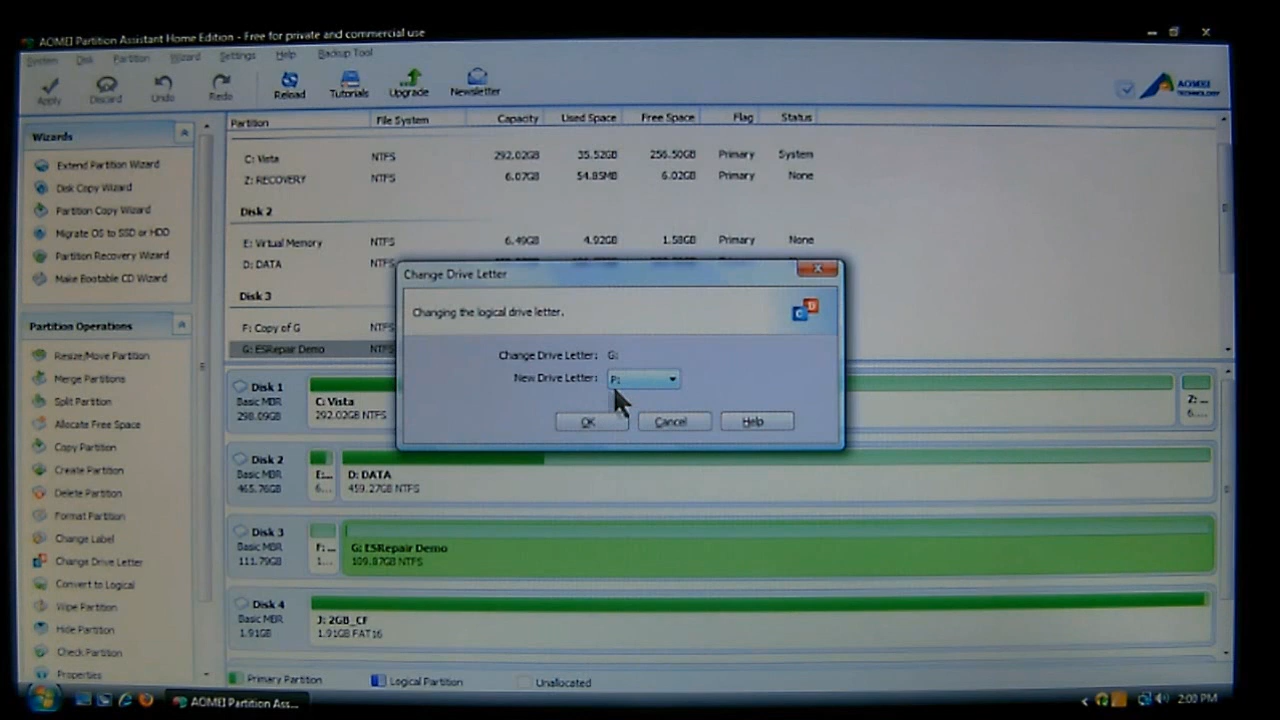 AOMEI Partition Assistant Home Edition - Free for private and commercial use
System Disk Partition Wizard Settings Help Backup Tool
Apply Discard Undo Redo Reload Tutorials Upgrade Newsletter
AOMEI
TECHNOLOGY
Wizards
Extend Partition Wizard
Disk Copy Wizard
Partition Copy Wizard
Migrate OS to SSD or HDD
Partition Recovery Wizard
Make Bootable CD Wizard
Partition Operations
Resize/Move Partition
Merge Partitions
Split Partition
Allocate Free Space
Copy Partition
Create Partition
Delete Partition
Format Partition
Change Label
Change Drive Letter
Convert to Logical
Wipe Partition
Hide Partition
Check Partition
Properties
Partition File System Capacity Used Space Free Space Flag Status
C: Vista NTFS 292.02GB 35.52GB 256.50GB Primary System
Z: RECOVERY NTFS 6.07GB 54.85MB 6.02GB Primary None
Disk 2
E: Virtual Memory NTFS 6.49GB 4.92GB 1.58GB Primary None
D: DATA NTFS
Disk 3
F: Copy of G NTFS
G: ESRepair Demo NTFS
Change Drive Letter
Changing the logical drive letter.
Change Drive Letter: G:
New Drive Letter: P:
OK Cancel Help
Disk 1
Basic MBR
298.09GB
C: Vista
292.02GB NTFS
Z: ...
6....
Disk 2
Basic MBR
465.76GB
E:...
6...
D: DATA
459.27GB NTFS
Disk 3
Basic MBR
111.79GB
F: ...
1...
G: ESRepair Demo
109.87GB NTFS
Disk 4
Basic MBR
1.91GB
J: 2GB_CF
1.91GB FAT16
Primary Partition Logical Partition Unallocated
AOMEI Partition Ass...
2:00 PM